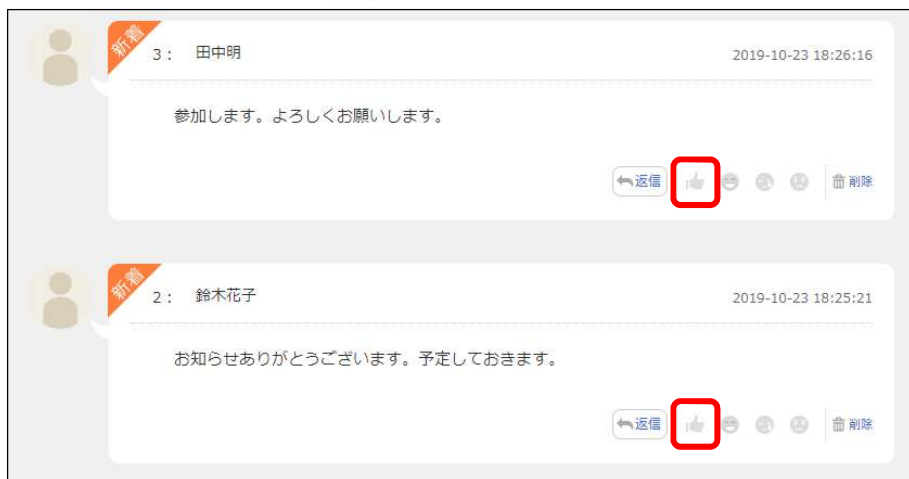 新着
3： 田中明 2019-10-23 18:26:16
参加します。よろしくお願いします。
返信 削除
新着
2： 鈴木花子 2019-10-23 18:25:21
お知らせありがとうございます。予定しておきます。
返信 削除